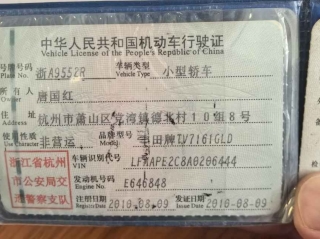 中华人民共和国机动车行驶证
Vehicle License of the People's Republic of China
号牌号码 Plate No. 浙A9552R 车辆类型 Vehicle Type 小型轿车
所有人 Owner 唐国红
住址 杭州市萧山区党湾镇德北村10组8号
使用性质 非营运 品牌型号 丰田牌TV7161GLD
浙江省杭州
市公安局交
通警察支队
车辆识别代号 VIN LFMAPE2C8A0206444
发动机号码 Engine No. E646848
注册日期 2010-08-09 发证日期 Issue Date 2010-08-09